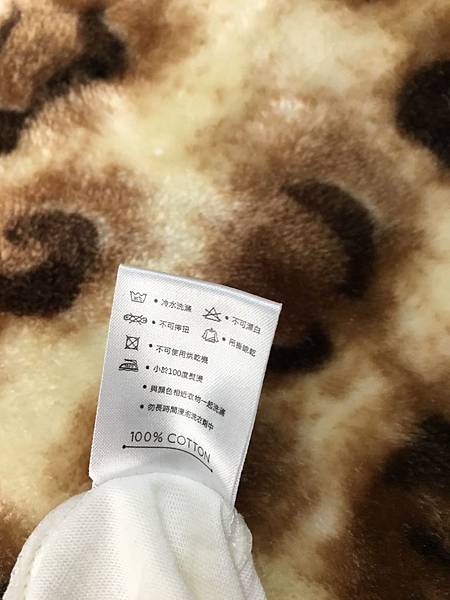 • 冷水洗滌 • 不可漂白
• 不可擰扭 • 吊掛晾乾
• 不可使用烘乾機
• 小於100度熨燙
• 與顏色相近衣物一起洗滌
• 勿長時間浸泡洗衣劑中
100% COTTON